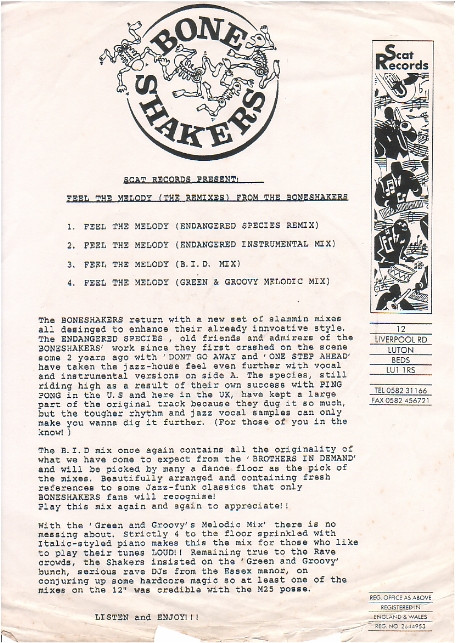 BONE
SHAKERS
Scat
Records
SCAT RECORDS PRESENT:
FEEL THE MELODY (THE REMIXES) FROM THE BONESHAKERS
1. FEEL THE MELODY (ENDANGERED SPECIES REMIX)
2. FEEL THE MELODY (ENDANGERED INSTRUMENTAL MIX)
3. FEEL THE MELODY (B.I.D. MIX)
4. FEEL THE MELODY (GREEN & GROOVY MELODIC MIX)
The BONESHAKERS return with a new set of slammin mixes
all desinged to enhance their already innvoative style.
The ENDANGERED SPECIES , old friends and admirers of the
BONESHAKERS' work since they first crashed on the scene
some 2 years ago with 'DONT GO AWAY and 'ONE STEP AHEAD'
have taken the jazz-house feel even further with vocal
and instrumental versions on side A. The species, still
riding high as a result of their own success with PING
PONG in the U.S and here in the UK, have kept a large
part of the original track because they dug it so much,
but the tougher rhythm and jazz vocal samples can only
make you wanna dig it further. (For those of you in the
know!)
The B.I.D mix once again contains all the originality of
what we have come to expect from the 'BROTHERS IN DEMAND'
and will be picked by many a dance floor as the pick of
the mixes. Beautifully arranged and containing fresh
references to some Jazz-funk classics that only
BONESHAKERS fans will recognise!
Play this mix again and again to appreciate!!
With the 'Green and Groovy's Melodic Mix' there is no
messing about. Strictly 4 to the floor sprinkled with
Italic-styled piano makes this the mix for those who like
to play their tunes LOUD!! Remaining true to the Rave
crowds, the Shakers insisted on the 'Green and Groovy'
bunch, serious rave DJs from the Essex manor, on
conjuring up some hardcore magic so at least one of the
mixes on the 12" was credible with the M25 posse.
LISTEN and ENJOY!!!
12
LIVERPOOL RD
LUTON
BEDS
LU1 1RS
TEL 0582 31166
FAX 0582 456721
REG. OFFICE AS ABOVE
REGISTERED IN
ENGLAND & WALES
REG. NO.